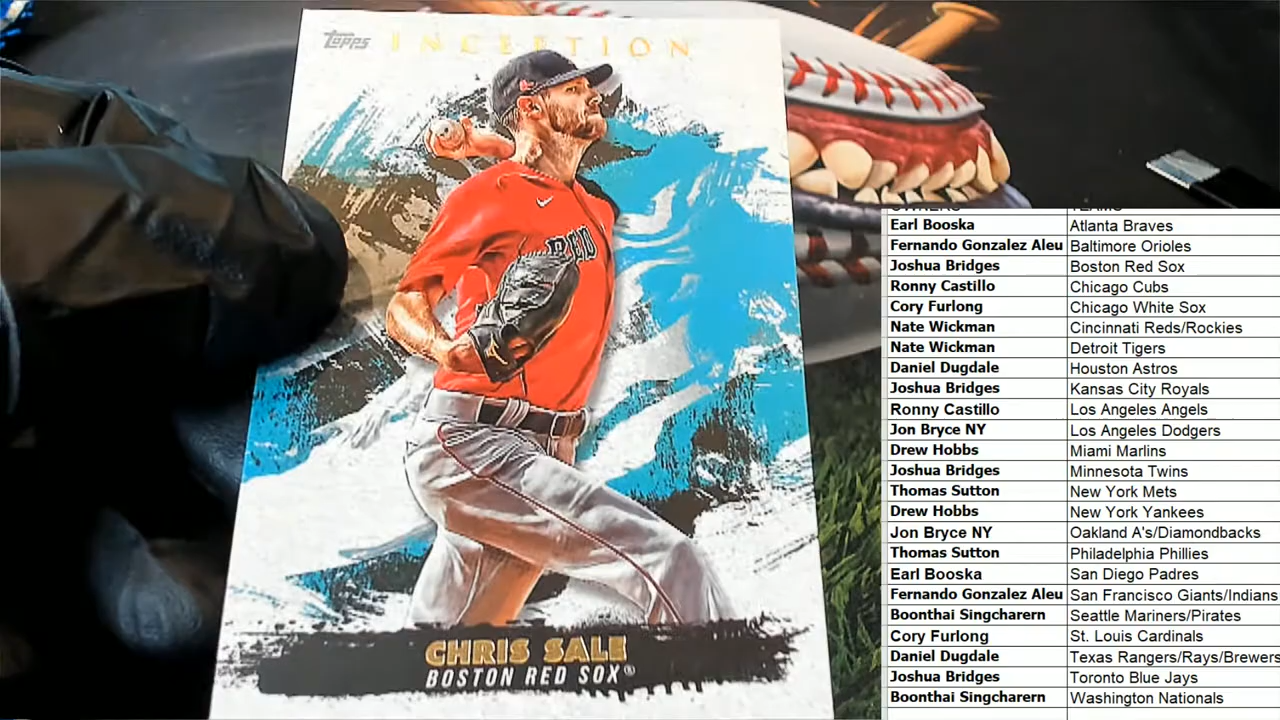 Topps INCEPTION
RED
CHRIS SALE
BOSTON RED SOX®
OWNERS TEAMS
Earl Booska Atlanta Braves
Fernando Gonzalez Aleu Baltimore Orioles
Joshua Bridges Boston Red Sox
Ronny Castillo Chicago Cubs
Cory Furlong Chicago White Sox
Nate Wickman Cincinnati Reds/Rockies
Nate Wickman Detroit Tigers
Daniel Dugdale Houston Astros
Joshua Bridges Kansas City Royals
Ronny Castillo Los Angeles Angels
Jon Bryce NY Los Angeles Dodgers
Drew Hobbs Miami Marlins
Joshua Bridges Minnesota Twins
Thomas Sutton New York Mets
Drew Hobbs New York Yankees
Jon Bryce NY Oakland A's/Diamondbacks
Thomas Sutton Philadelphia Phillies
Earl Booska San Diego Padres
Fernando Gonzalez Aleu San Francisco Giants/Indians
Boonthai Singcharern Seattle Mariners/Pirates
Cory Furlong St. Louis Cardinals
Daniel Dugdale Texas Rangers/Rays/Brewers
Joshua Bridges Toronto Blue Jays
Boonthai Singcharern Washington Nationals